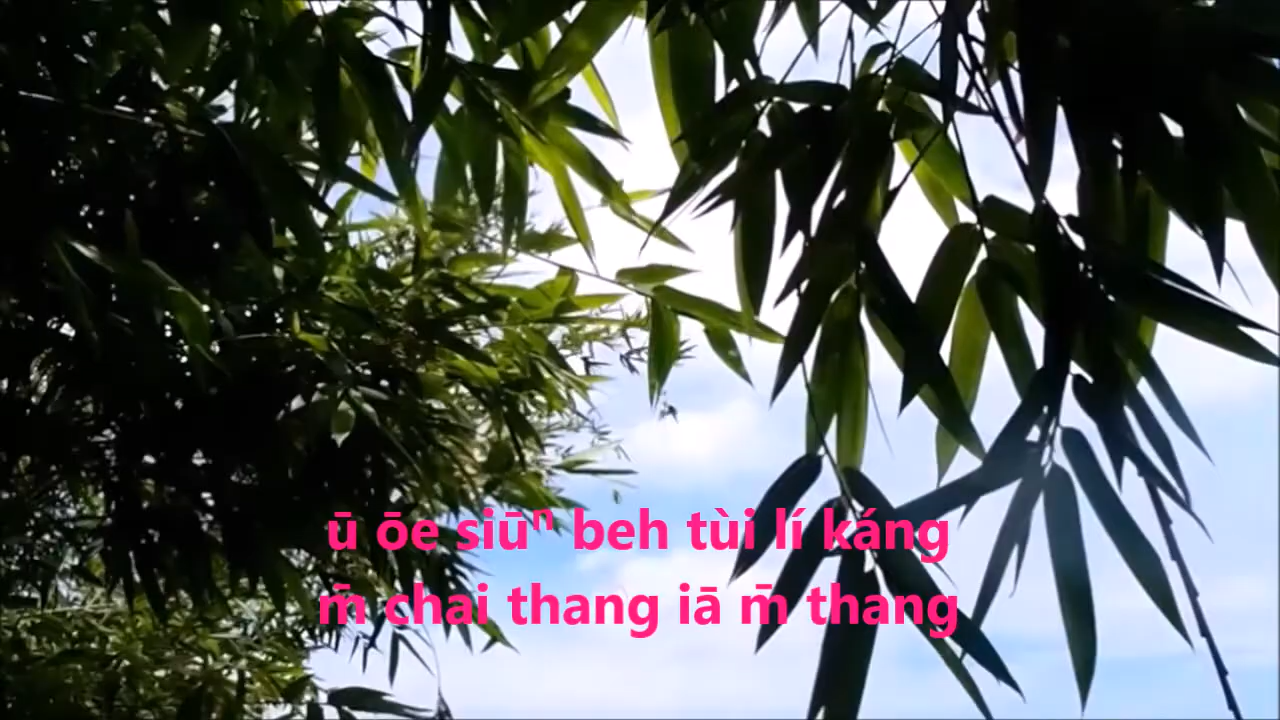 ū ōe siūⁿ beh tùi lí káng
m̄ chai thang iā m̄ thang